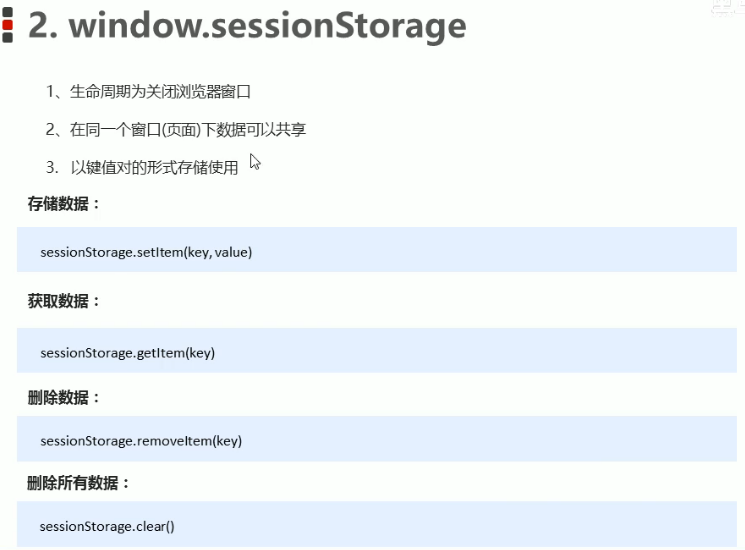 2. window.sessionStorage
1、生命周期为关闭浏览器窗口
2、在同一个窗口(页面)下数据可以共享
3. 以键值对的形式存储使用
存储数据：
sessionStorage.setItem(key, value)
获取数据：
sessionStorage.getItem(key)
删除数据：
sessionStorage.removeItem(key)
删除所有数据：
sessionStorage.clear()